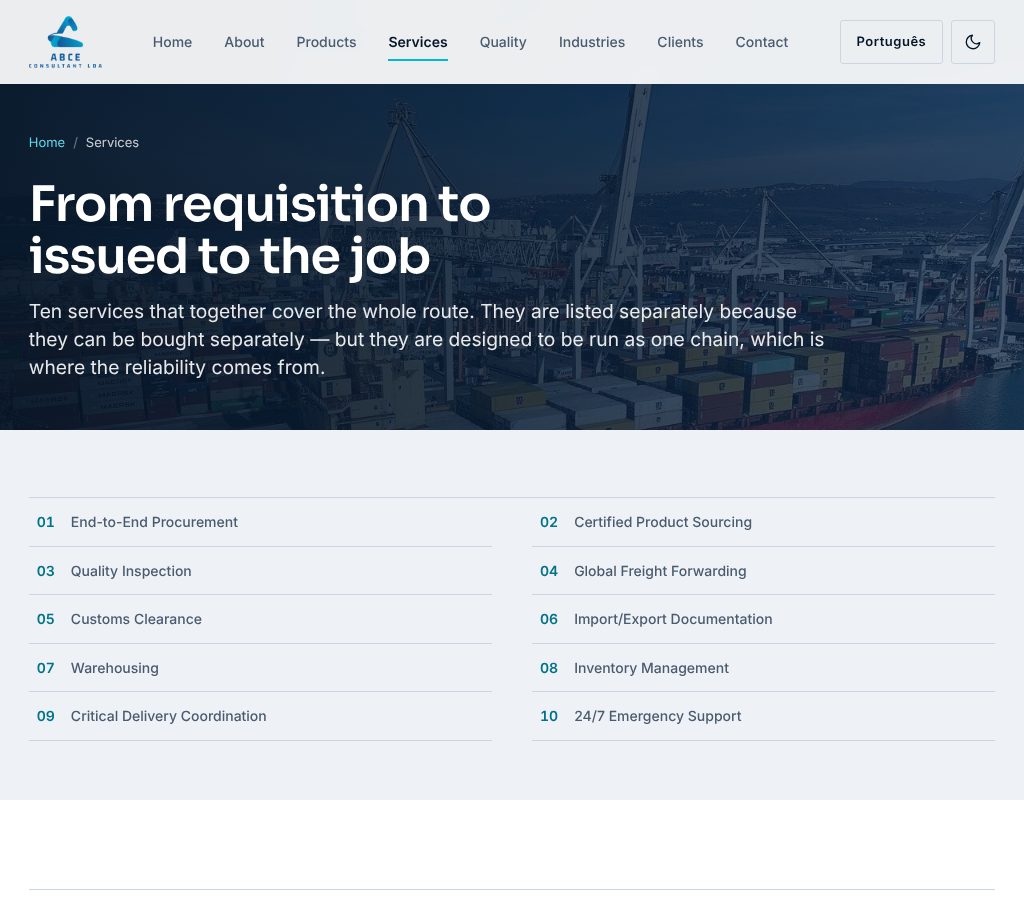 ABCE
CONSULTANT LDA
Home
About
Products
Services
Quality
Industries
Clients
Contact
Português
Home / Services
From requisition to
issued to the job
Ten services that together cover the whole route. They are listed separately because
they can be bought separately — but they are designed to be run as one chain, which is
where the reliability comes from.
01 End-to-End Procurement
02 Certified Product Sourcing
03 Quality Inspection
04 Global Freight Forwarding
05 Customs Clearance
06 Import/Export Documentation
07 Warehousing
08 Inventory Management
09 Critical Delivery Coordination
10 24/7 Emergency Support